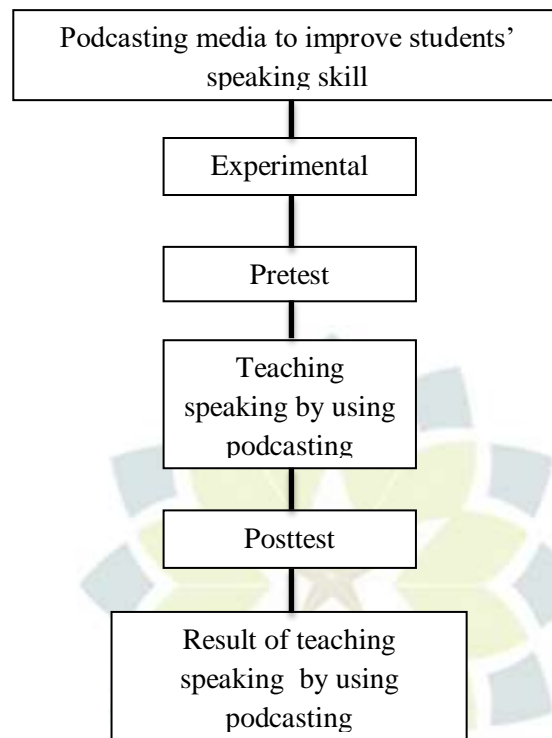 Podcasting media to improve students’
speaking skill
Experimental
Pretest
Teaching
speaking by using
podcasting
Posttest
Result of teaching
speaking by using
podcasting